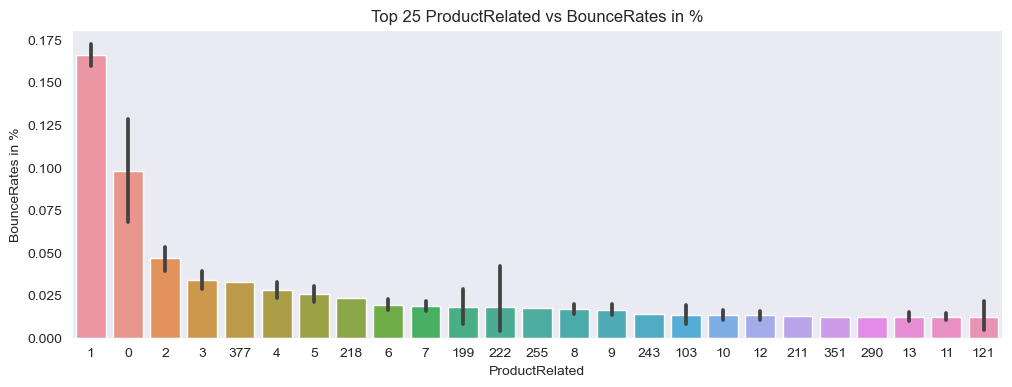 Top 25 ProductRelated vs BounceRates in %
BounceRates in %
0.175
0.150
0.125
0.100
0.075
0.050
0.025
0.000
1 0 2 3 377 4 5 218 6 7 199 222 255 8 9 243 103 10 12 211 351 290 13 11 121
ProductRelated